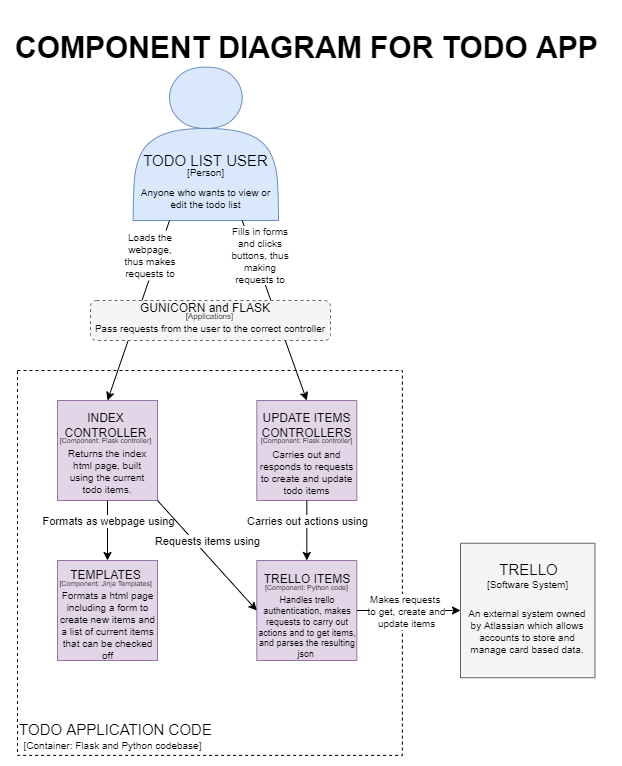 COMPONENT DIAGRAM FOR TODO APP
TODO LIST USER
[Person]
Anyone who wants to view or
edit the todo list
Loads the
webpage,
thus makes
requests to
Fills in forms
and clicks
buttons, thus
making
requests to
GUNICORN and FLASK
[Applications]
Pass requests from the user to the correct controller
INDEX
CONTROLLER
[Component: Flask controller]
Returns the index
html page, built
using the current
todo items.
UPDATE ITEMS
CONTROLLERS
[Component: Flask controller]
Carries out and
responds to requests
to create and update
todo items
Formats as webpage using
Carries out actions using
Requests items using
TEMPLATES
[Component: Jinja Templates]
Formats a html page
including a form to
create new items and
a list of current items
that can be checked
off
TRELLO ITEMS
[Component: Python code]
Handles trello
authentication, makes
requests to carry out
actions and to get items,
and parses the resulting
json
Makes requests
to get, create and
update items
TRELLO
[Software System]
An external system owned
by Atlassian which allows
accounts to store and
manage card based data.
TODO APPLICATION CODE
[Container: Flask and Python codebase]